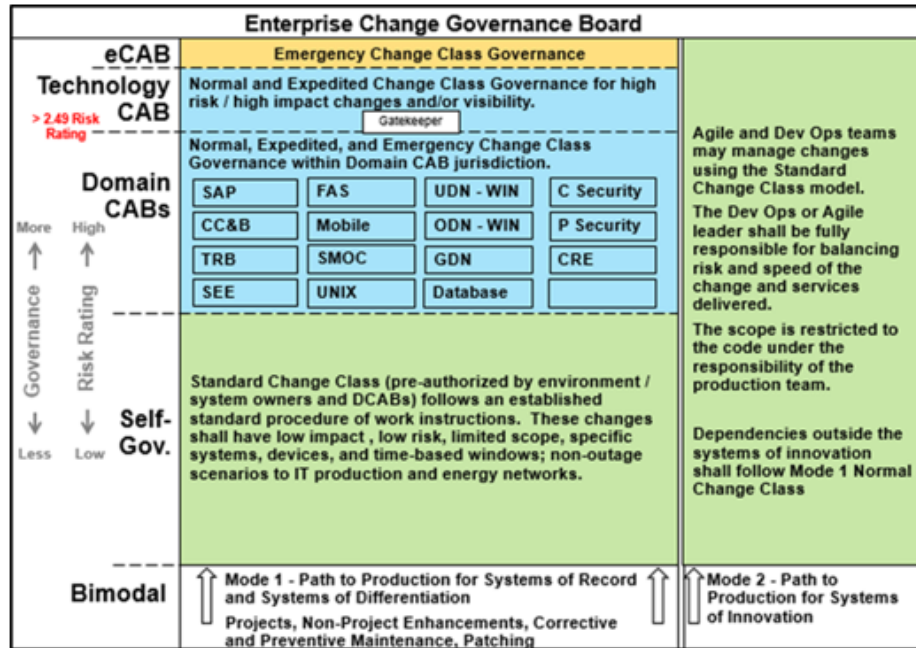 Enterprise Change Governance Board
eCAB
Emergency Change Class Governance
Technology
CAB
> 2.49 Risk
Rating
Normal and Expedited Change Class Governance for high
risk / high impact changes and/or visibility.
Gatekeeper
Domain
CABs
Normal, Expedited, and Emergency Change Class
Governance within Domain CAB jurisdiction.
SAP
FAS
UDN - WIN
C Security
CC&B
Mobile
ODN - WIN
P Security
TRB
SMOC
GDN
CRE
SEE
UNIX
Database
More
High
Governance
Risk Rating
Less
Low
Self-
Gov.
Standard Change Class (pre-authorized by environment /
system owners and DCABs) follows an established
standard procedure of work instructions. These changes
shall have low impact , low risk, limited scope, specific
systems, devices, and time-based windows; non-outage
scenarios to IT production and energy networks.
Agile and Dev Ops teams
may manage changes
using the Standard
Change Class model.
The Dev Ops or Agile
leader shall be fully
responsible for balancing
risk and speed of the
change and services
delivered.
The scope is restricted to
the code under the
responsibility of the
production team.
Dependencies outside the
systems of innovation
shall follow Mode 1 Normal
Change Class
Bimodal
Mode 1 - Path to Production for Systems of Record
and Systems of Differentiation
Projects, Non-Project Enhancements, Corrective
and Preventive Maintenance, Patching
Mode 2 - Path to
Production for Systems
of Innovation